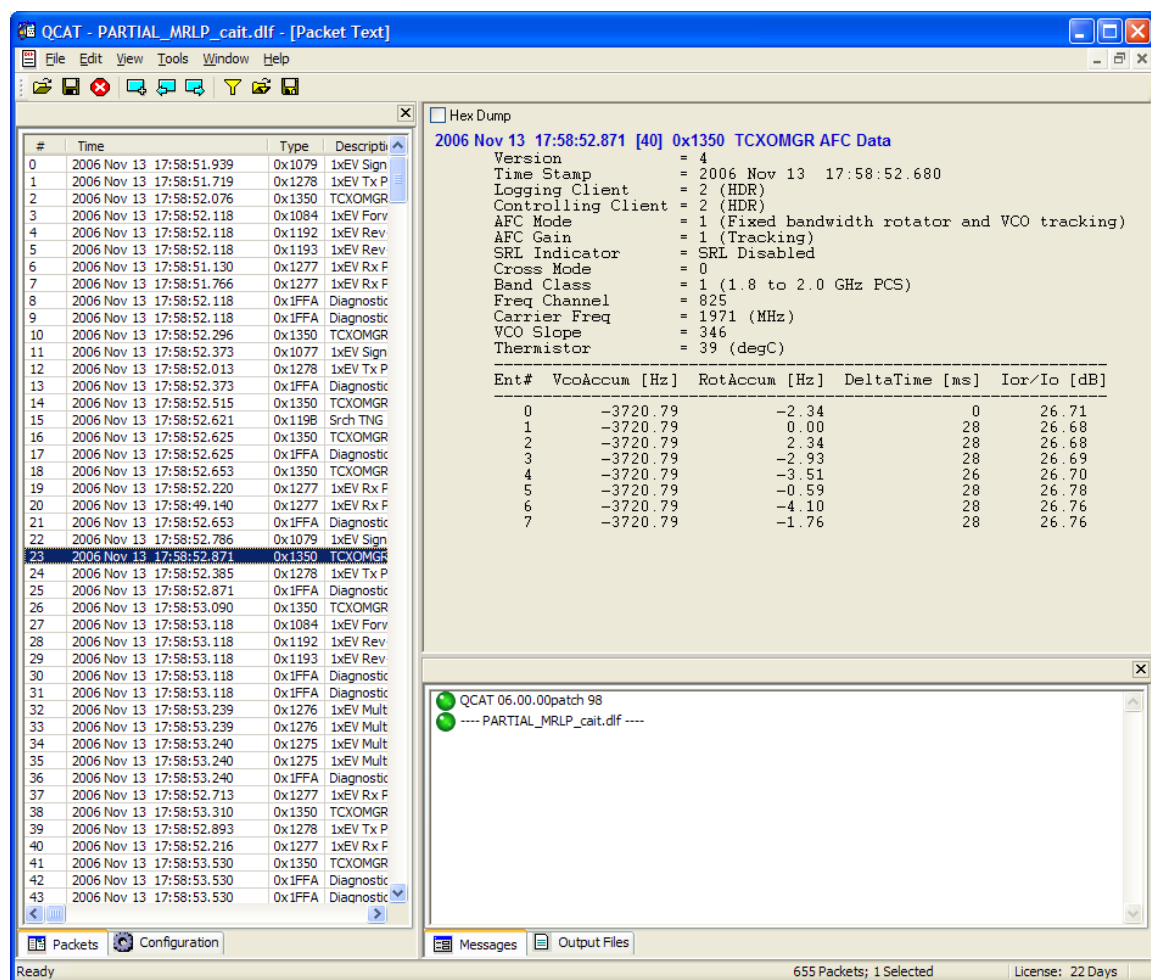 QCAT - PARTIAL_MRLP_cait.dlf - [Packet Text]
File Edit View Tools Window Help
# Time Type Descripti
0 2006 Nov 13 17:58:51.939 0x1079 1xEV Sign
1 2006 Nov 13 17:58:51.719 0x1278 1xEV Tx P
2 2006 Nov 13 17:58:52.076 0x1350 TCXOMGR
3 2006 Nov 13 17:58:52.118 0x1084 1xEV Forw
4 2006 Nov 13 17:58:52.118 0x1192 1xEV Rev
5 2006 Nov 13 17:58:52.118 0x1193 1xEV Rev
6 2006 Nov 13 17:58:51.130 0x1277 1xEV Rx P
7 2006 Nov 13 17:58:51.766 0x1277 1xEV Rx P
8 2006 Nov 13 17:58:52.118 0x1FFA Diagnostic
9 2006 Nov 13 17:58:52.118 0x1FFA Diagnostic
10 2006 Nov 13 17:58:52.296 0x1350 TCXOMGR
11 2006 Nov 13 17:58:52.373 0x1077 1xEV Sign
12 2006 Nov 13 17:58:52.013 0x1278 1xEV Tx P
13 2006 Nov 13 17:58:52.373 0x1FFA Diagnostic
14 2006 Nov 13 17:58:52.515 0x1350 TCXOMGR
15 2006 Nov 13 17:58:52.621 0x119B Srch TNG
16 2006 Nov 13 17:58:52.625 0x1350 TCXOMGR
17 2006 Nov 13 17:58:52.625 0x1FFA Diagnostic
18 2006 Nov 13 17:58:52.653 0x1350 TCXOMGR
19 2006 Nov 13 17:58:52.220 0x1277 1xEV Rx P
20 2006 Nov 13 17:58:49.140 0x1277 1xEV Rx P
21 2006 Nov 13 17:58:52.653 0x1FFA Diagnostic
22 2006 Nov 13 17:58:52.786 0x1079 1xEV Sign
23 2006 Nov 13 17:58:52.871 0x1350 TCXOMGR
24 2006 Nov 13 17:58:52.385 0x1278 1xEV Tx P
25 2006 Nov 13 17:58:52.871 0x1FFA Diagnostic
26 2006 Nov 13 17:58:53.090 0x1350 TCXOMGR
27 2006 Nov 13 17:58:53.118 0x1084 1xEV Forw
28 2006 Nov 13 17:58:53.118 0x1192 1xEV Rev
29 2006 Nov 13 17:58:53.118 0x1193 1xEV Rev
30 2006 Nov 13 17:58:53.118 0x1FFA Diagnostic
31 2006 Nov 13 17:58:53.118 0x1FFA Diagnostic
32 2006 Nov 13 17:58:53.239 0x1276 1xEV Mult
33 2006 Nov 13 17:58:53.239 0x1276 1xEV Mult
34 2006 Nov 13 17:58:53.240 0x1275 1xEV Mult
35 2006 Nov 13 17:58:53.240 0x1275 1xEV Mult
36 2006 Nov 13 17:58:53.240 0x1FFA Diagnostic
37 2006 Nov 13 17:58:52.713 0x1277 1xEV Rx P
38 2006 Nov 13 17:58:53.310 0x1350 TCXOMGR
39 2006 Nov 13 17:58:52.893 0x1278 1xEV Tx P
40 2006 Nov 13 17:58:52.216 0x1277 1xEV Rx P
41 2006 Nov 13 17:58:53.530 0x1350 TCXOMGR
42 2006 Nov 13 17:58:53.530 0x1FFA Diagnostic
43 2006 Nov 13 17:58:53.530 0x1FFA Diagnostic
Packets Configuration
Hex Dump
2006 Nov 13 17:58:52.871 [40] 0x1350 TCXOMGR AFC Data
Version = 4
Time Stamp = 2006 Nov 13 17:58:52.680
Logging Client = 2 (HDR)
Controlling Client = 2 (HDR)
AFC Mode = 1 (Fixed bandwidth rotator and VCO tracking)
AFC Gain = 1 (Tracking)
SRL Indicator = SRL Disabled
Cross Mode = 0
Band Class = 1 (1.8 to 2.0 GHz PCS)
Freq Channel = 825
Carrier Freq = 1971 (MHz)
VCO Slope = 346
Thermistor = 39 (degC)
Ent# VcoAccum [Hz] RotAccum [Hz] DeltaTime [ms] Ior/Io [dB]
0 -3720.79 -2.34 0 26.71
1 -3720.79 0.00 28 26.68
2 -3720.79 2.34 28 26.68
3 -3720.79 -2.93 28 26.69
4 -3720.79 -3.51 26 26.70
5 -3720.79 -0.59 28 26.78
6 -3720.79 -4.10 28 26.76
7 -3720.79 -1.76 28 26.76
QCAT 06.00.00patch 98
---- PARTIAL_MRLP_cait.dlf ----
Messages Output Files
Ready 655 Packets; 1 Selected License: 22 Days